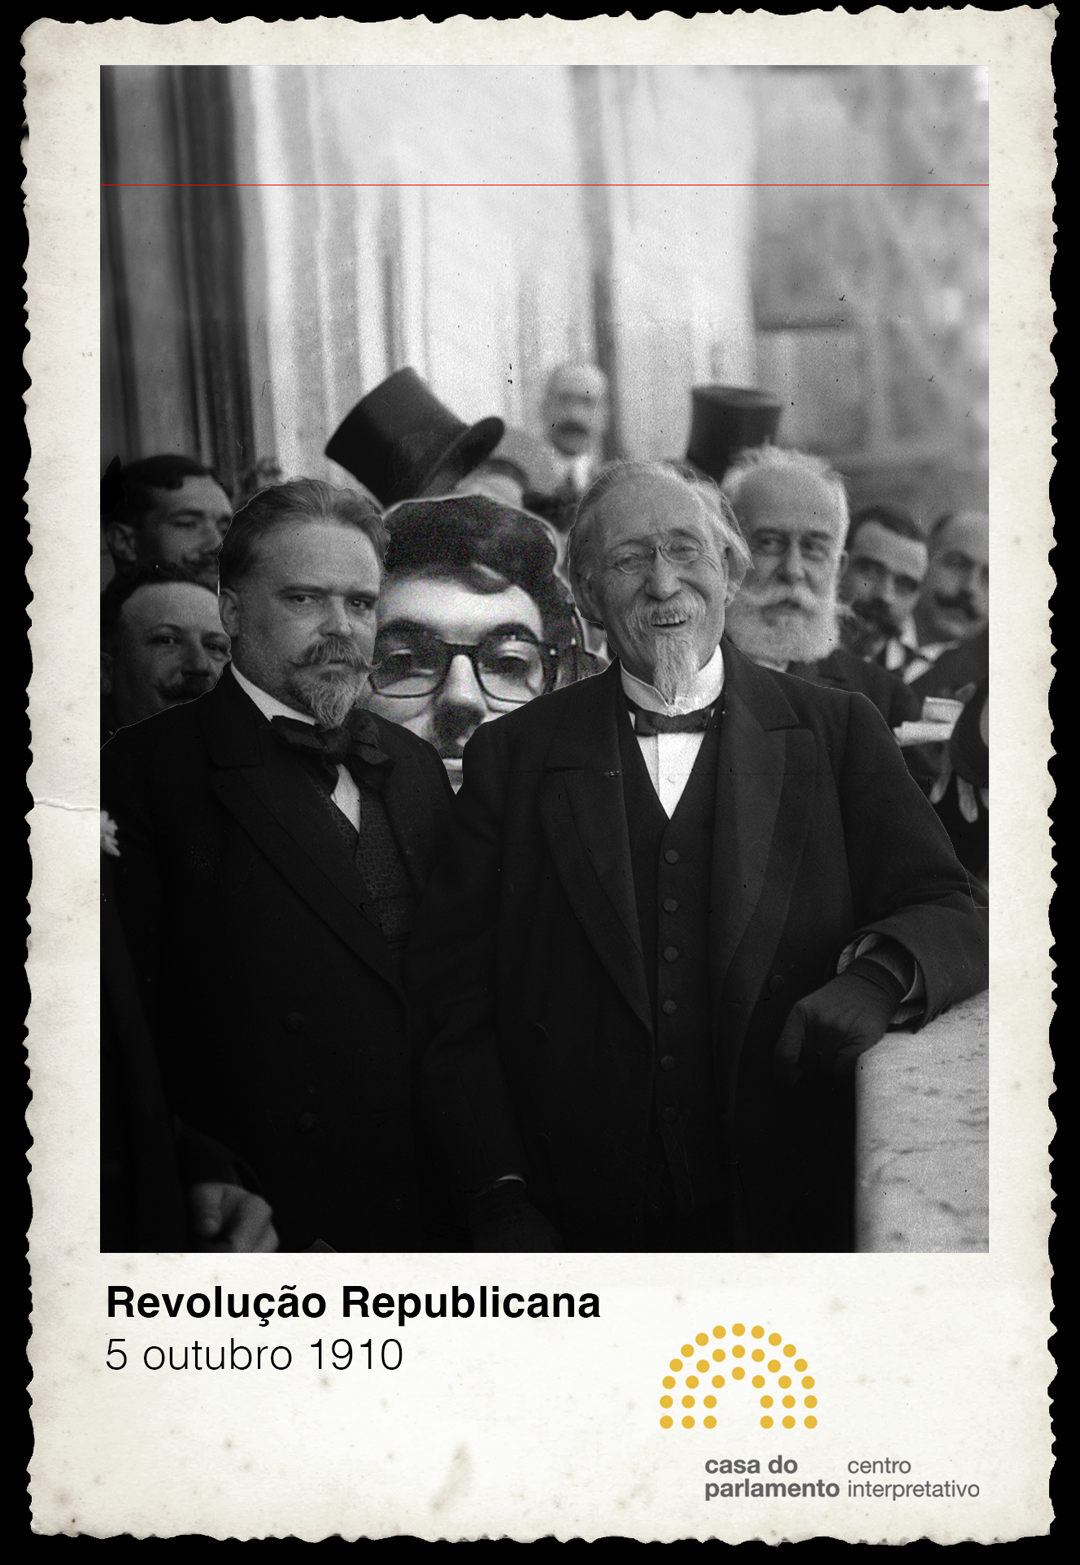 Revolução Republicana
5 outubro 1910
casa do
parlamento
centro
interpretativo